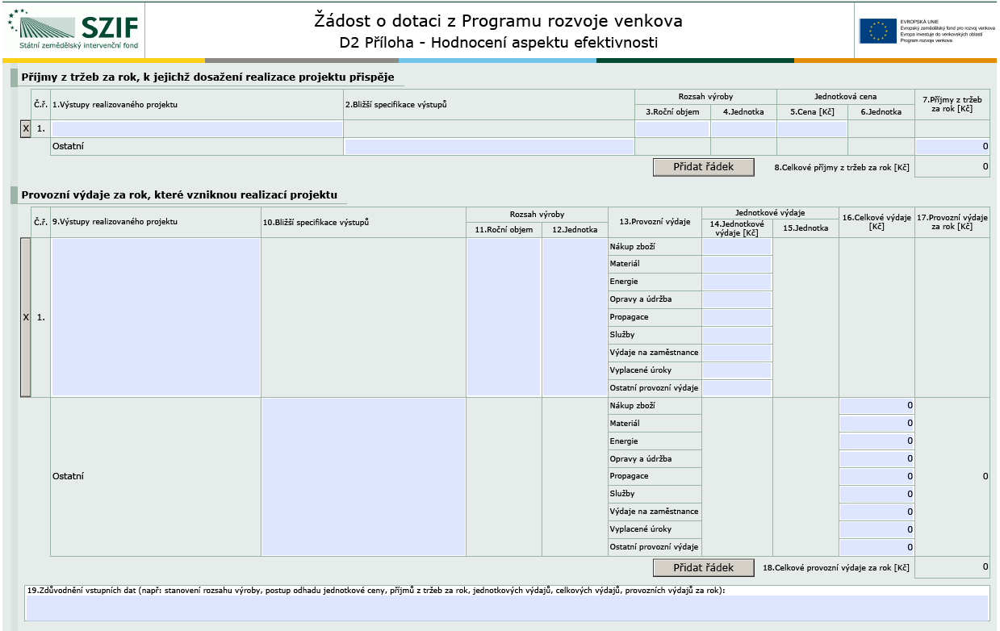 SZIF
Státní zemědělský intervenční fond
Žádost o dotaci z Programu rozvoje venkova
D2 Příloha - Hodnocení aspektu efektivnosti
EVROPSKÁ UNIE
Evropský zemědělský fond pro rozvoj venkova
Evropa investuje do venkovských oblastí
Program rozvoje venkova
Příjmy z tržeb za rok, k jejichž dosažení realizace projektu přispěje
Č.ř. 1.Výstupy realizovaného projektu 2.Bližší specifikace výstupů Rozsah výroby Jednotková cena 7.Příjmy z tržeb za rok [Kč]
3.Roční objem 4.Jednotka 5.Cena [Kč] 6.Jednotka
X 1.
Ostatní 0
Přidat řádek 8.Celkové příjmy z tržeb za rok [Kč] 0
Provozní výdaje za rok, které vzniknou realizací projektu
Č.ř. 9.Výstupy realizovaného projektu 10.Bližší specifikace výstupů Rozsah výroby 13.Provozní výdaje Jednotkové výdaje 16.Celkové výdaje [Kč] 17.Provozní výdaje za rok [Kč]
11.Roční objem 12.Jednotka 14.Jednotkové výdaje [Kč] 15.Jednotka
Nákup zboží
Materiál
Energie
Opravy a údržba
X 1. Propagace
Služby
Výdaje na zaměstnance
Vyplacené úroky
Ostatní provozní výdaje
Nákup zboží 0
Materiál 0
Energie 0
Opravy a údržba 0
Ostatní Propagace 0 0
Služby 0
Výdaje na zaměstnance 0
Vyplacené úroky 0
Ostatní provozní výdaje 0
Přidat řádek 18.Celkové provozní výdaje za rok [Kč] 0
19.Zdůvodnění vstupních dat (např: stanovení rozsahu výroby, postup odhadu jednotkové ceny, příjmů z tržeb za rok, jednotkových výdajů, celkových výdajů, provozních výdajů za rok):